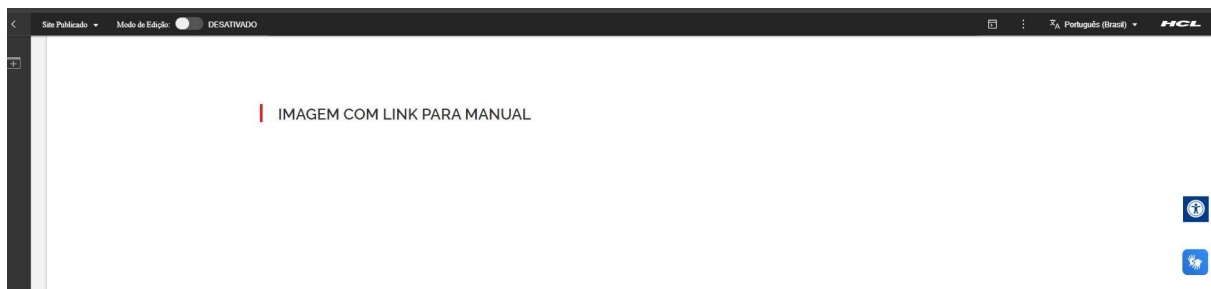 Site Publicado Modo de Edição: DESATIVADO Português (Brasil) HCL
IMAGEM COM LINK PARA MANUAL